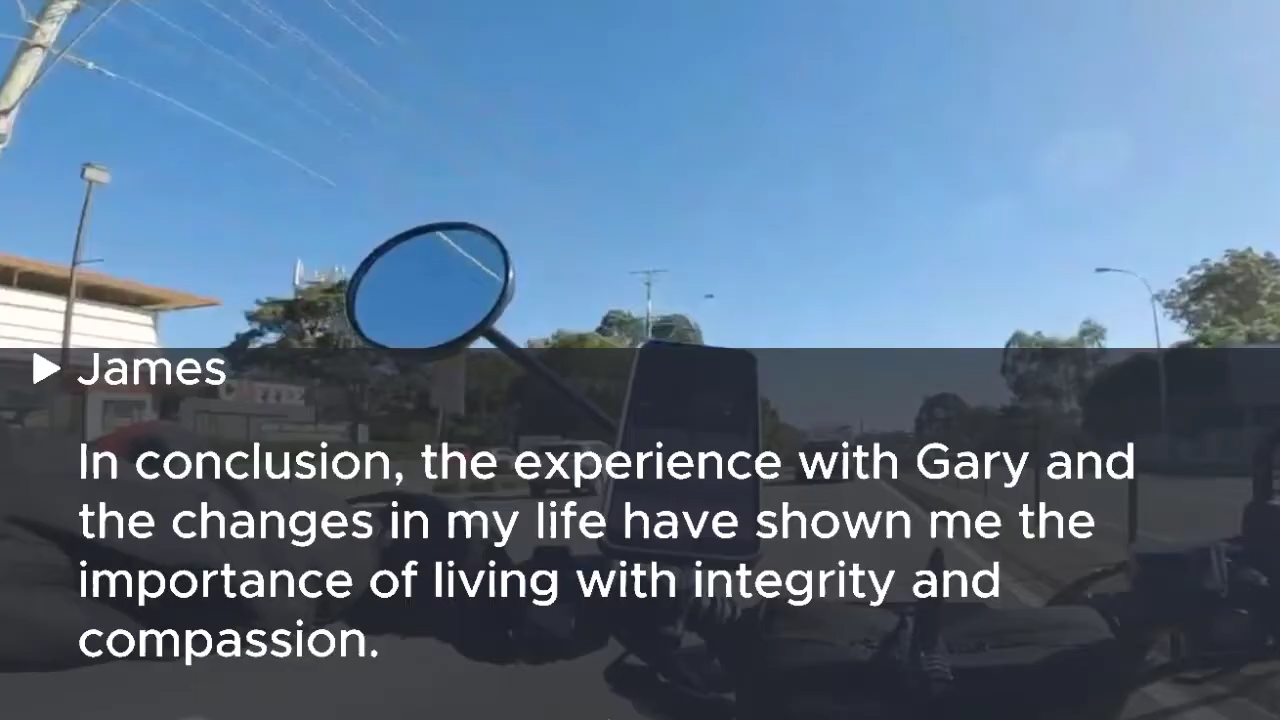 James
In conclusion, the experience with Gary and
the changes in my life have shown me the
importance of living with integrity and
compassion.